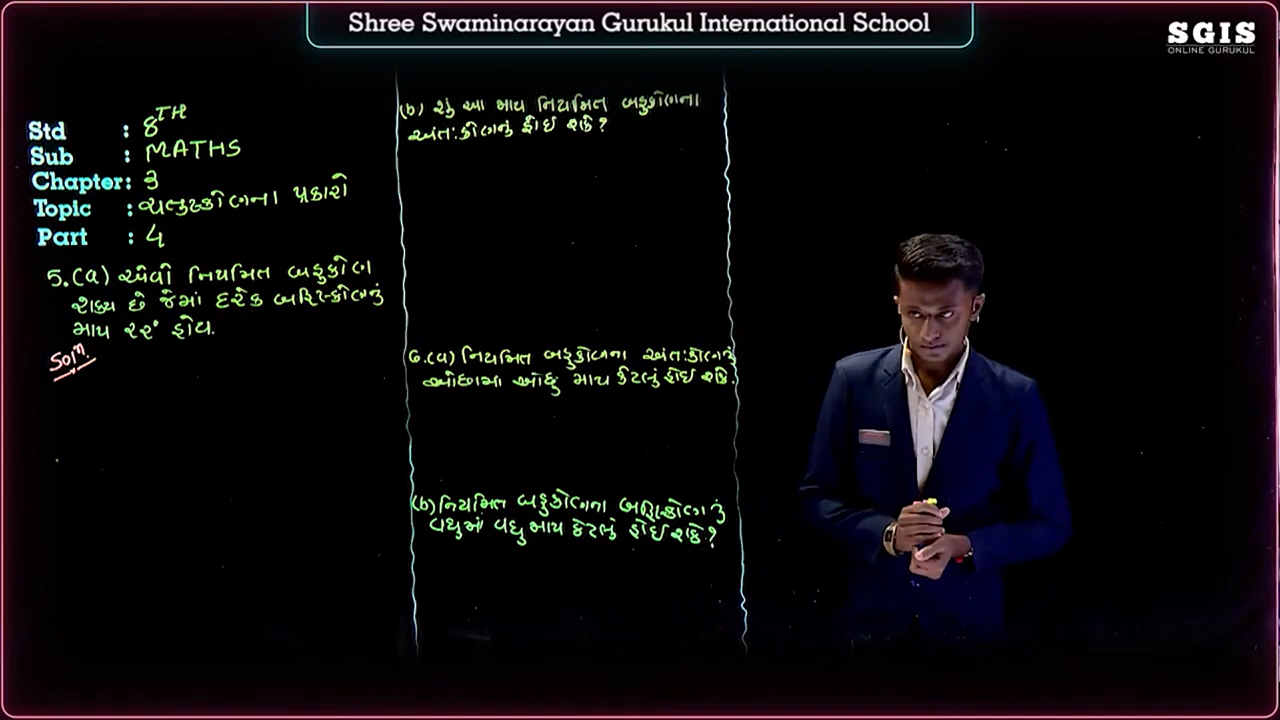 Shree Swaminarayan Gurukul International School
SGIS
ONLINE GURUKUL
Std : 8TH
Sub : MATHS
Chapter: 3
Topic : ચતુષ્કોણના પ્રકારો
Part : 4
5.(a) એવો નિયમિત બહુકોણ
શક્ય છે જેમાં દરેક બહિષ્કોણનું
માપ ૨૨° હોય.
Soln.
(b) શું આ માપ નિયમિત બહુકોણના
અંતઃકોણનું હોઈ શકે?
6.(a) નિયમિત બહુકોણના અંતઃકોણનું
ઓછામાં ઓછું માપ કેટલું હોઈ શકે.
(b) નિયમિત બહુકોણના બહિષ્કોણનું
વધુમાં વધુ માપ કેટલું હોઈ શકે?